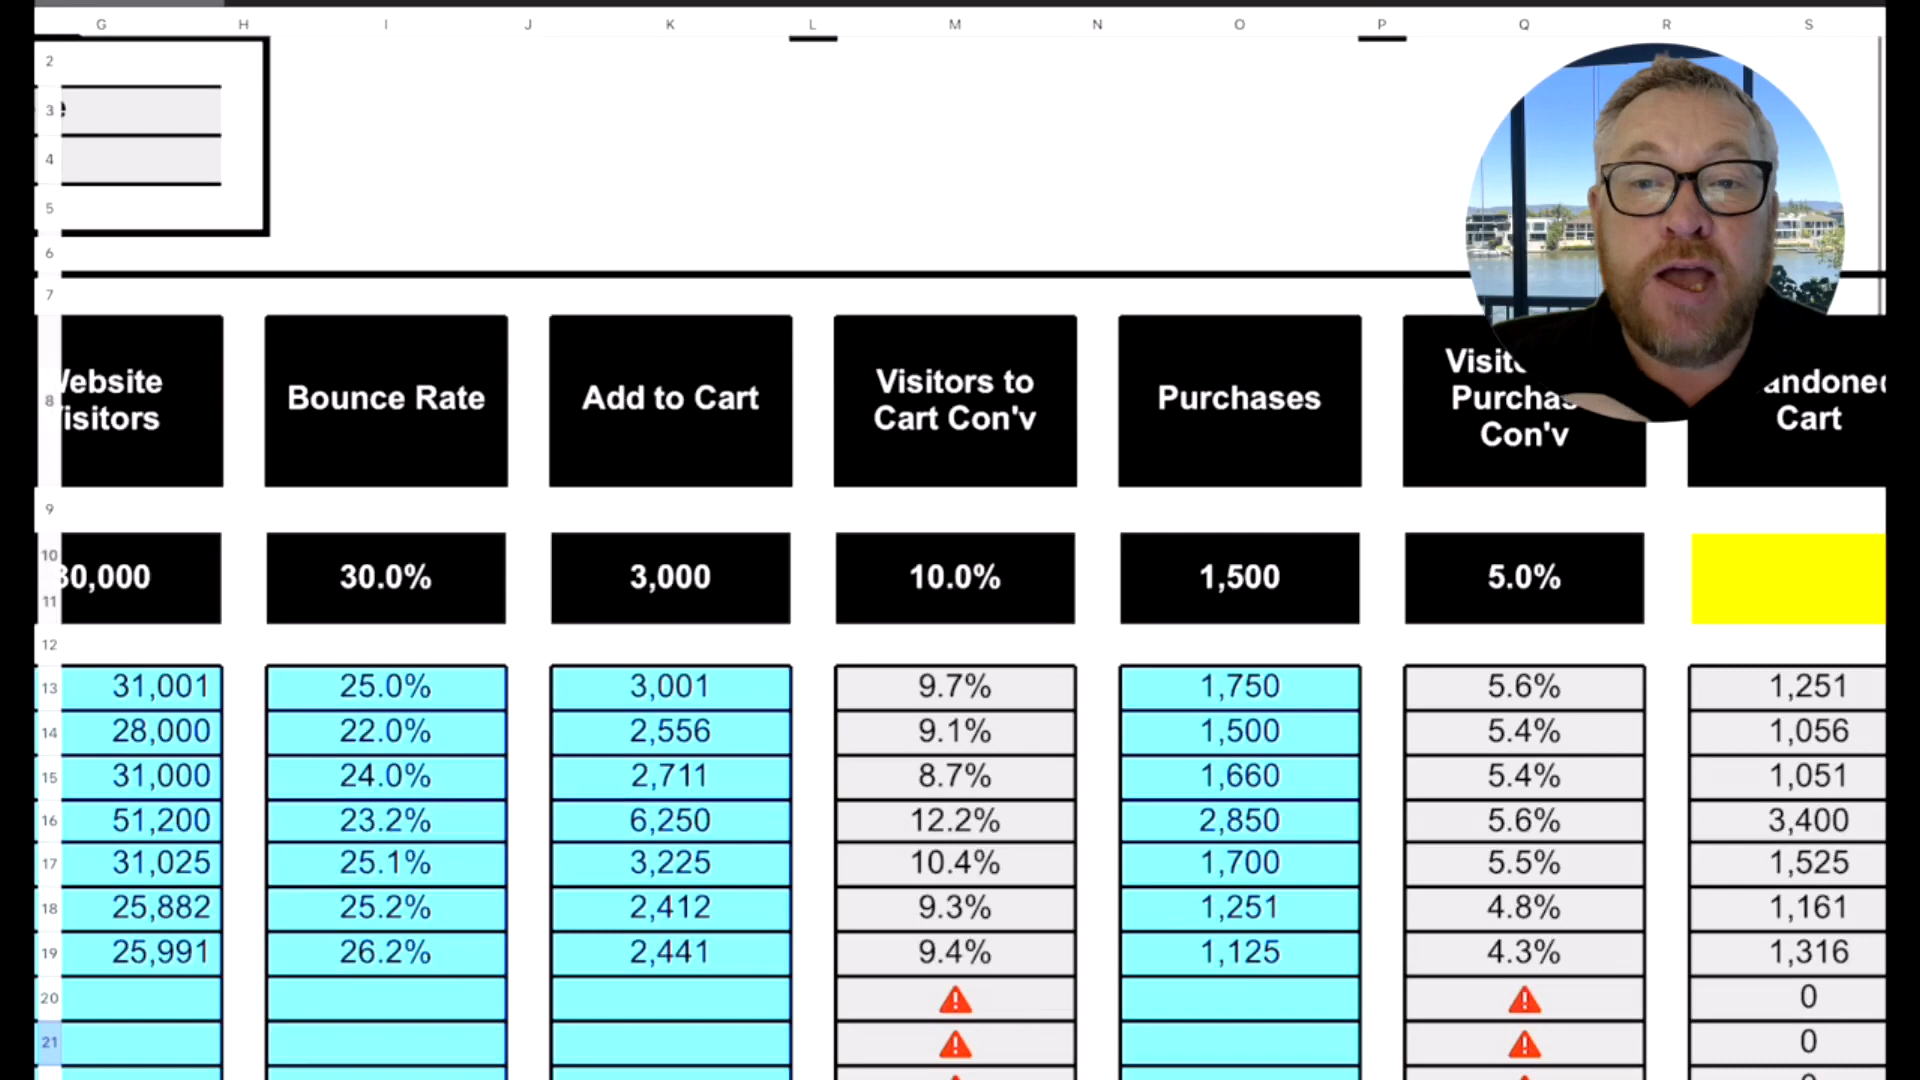 G H I J K L M N O P Q R S
2
3
4
5
6
7
8 Bounce Rate Add to Cart Visitors to Purchases
Cart Con'v Con'v Cart
9
10
11 30.0% 3,000 10.0% 1,500 5.0%
12
13 31,001 25.0% 3,001 9.7% 1,750 5.6% 1,251
14 28,000 22.0% 2,556 9.1% 1,500 5.4% 1,056
15 31,000 24.0% 2,711 8.7% 1,660 5.4% 1,051
16 51,200 23.2% 6,250 12.2% 2,850 5.6% 3,400
17 31,025 25.1% 3,225 10.4% 1,700 5.5% 1,525
18 25,882 25.2% 2,412 9.3% 1,251 4.8% 1,161
19 25,991 26.2% 2,441 9.4% 1,125 4.3% 1,316
20 0
21 0